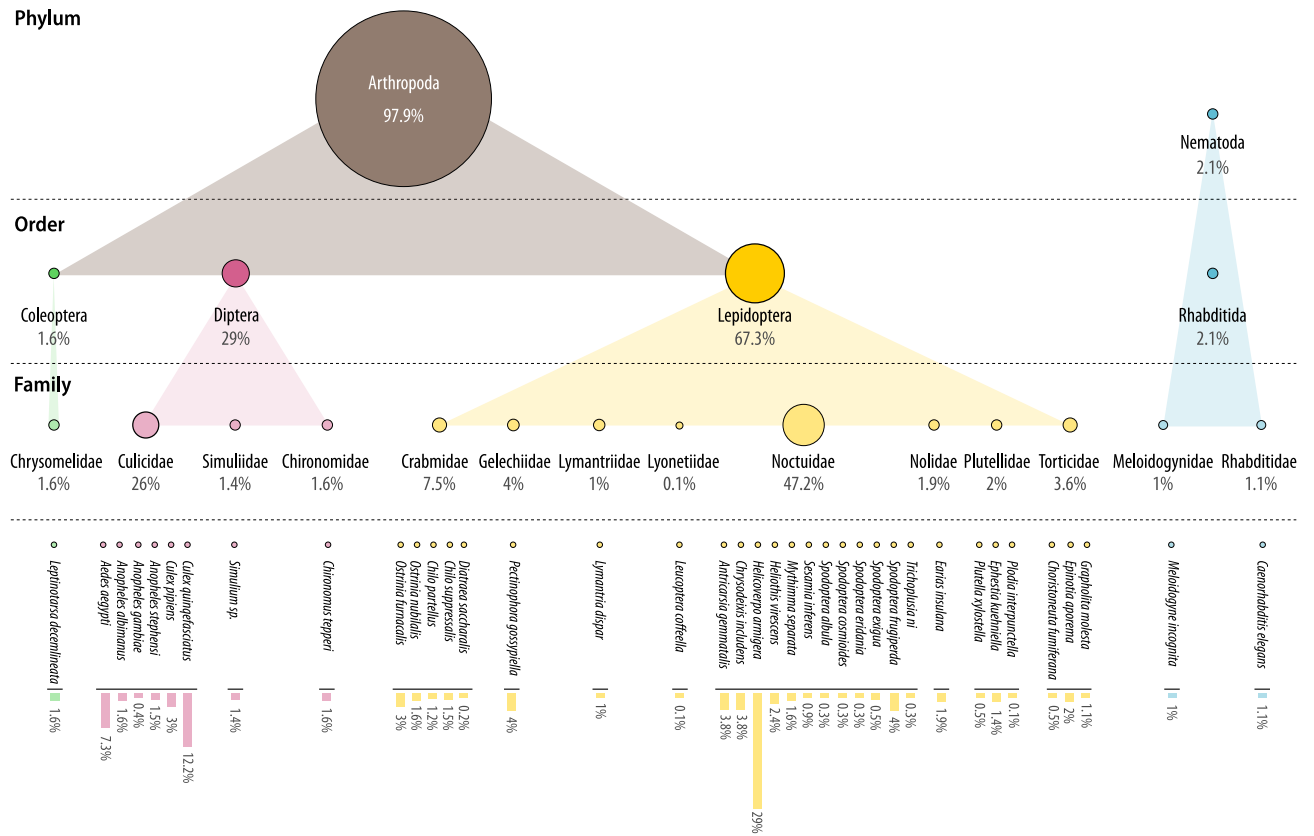 Phylum
Arthropoda
97.9%
Nematoda
2.1%
Order
Coleoptera
1.6%
Diptera
29%
Lepidoptera
67.3%
Rhabditida
2.1%
Family
Chrysomelidae
1.6%
Culicidae
26%
Simuliidae
1.4%
Chironomidae
1.6%
Crabmidae
7.5%
Gelechiidae
4%
Lymantriidae
1%
Lyonetiidae
0.1%
Noctuidae
47.2%
Nolidae
1.9%
Plutellidae
2%
Torticidae
3.6%
Meloidogynidae
1%
Rhabditidae
1.1%
Leptinotarsa decemlineata
Aedes aegypti
Anopheles albimanus
Anopheles gambiae
Anopheles stephensi
Culex pipiens
Culex quinqefasciatus
Simulium sp.
Chironomus tepperi
Ostrinia furnacalis
Ostrinia nubilalis
Chilo partellus
Chilo suppressalis
Diatraea saccharalis
Pectinophora gossypiella
Lymantria dispar
Leucoptera coffeella
Antricarsia gemmatalis
Chrysodeixis includens
Helicoverpa armigera
Heliothis virescens
Mythimma separata
Sesamia inferens
Spodoptera albula
Spodoptera cosmioides
Spodoptera eridania
Spodoptera exigua
Spodoptera frugiperda
Trichoplusia ni
Earias insulana
Plutella xylostella
Ephestia kuehniella
Plodia interpunctella
Choristoneuta fumiferana
Epinotia aporema
Grapholita molesta
Meloidogyne incognita
Caenorhabditis elegans
1.6%
7.3%
1.6%
0.4%
1.5%
3%
12.2%
1.4%
1.6%
3%
1.6%
1.2%
1.5%
0.2%
4%
1%
0.1%
3.8%
3.8%
29%
2.4%
1.6%
0.9%
0.3%
0.3%
0.3%
0.5%
4%
0.3%
1.9%
0.5%
1.4%
0.1%
0.5%
2%
1.1%
1%
1.1%